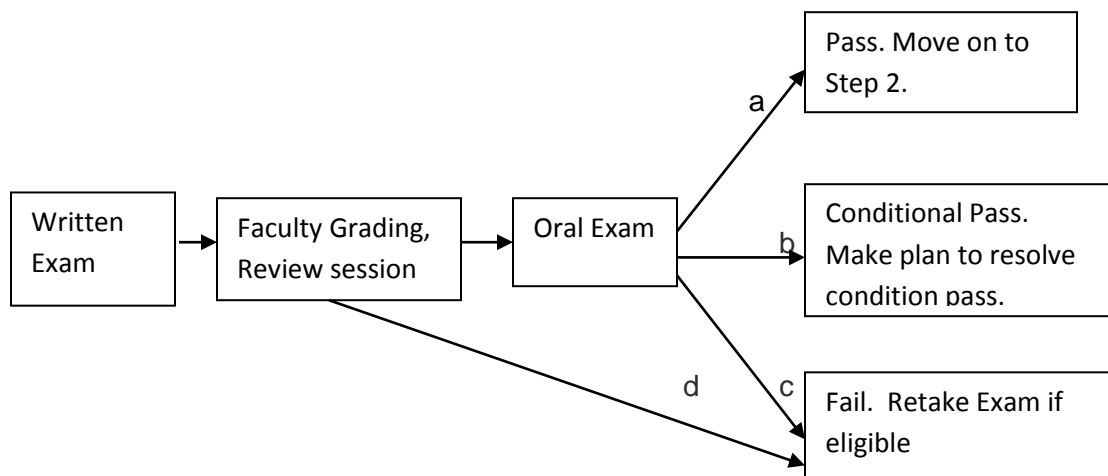 Pass. Move on to
Step 2.
a
Written
Exam
Faculty Grading,
Review session
Oral Exam
b
Conditional Pass.
Make plan to resolve
condition pass.
d
c
Fail.  Retake Exam if
eligible